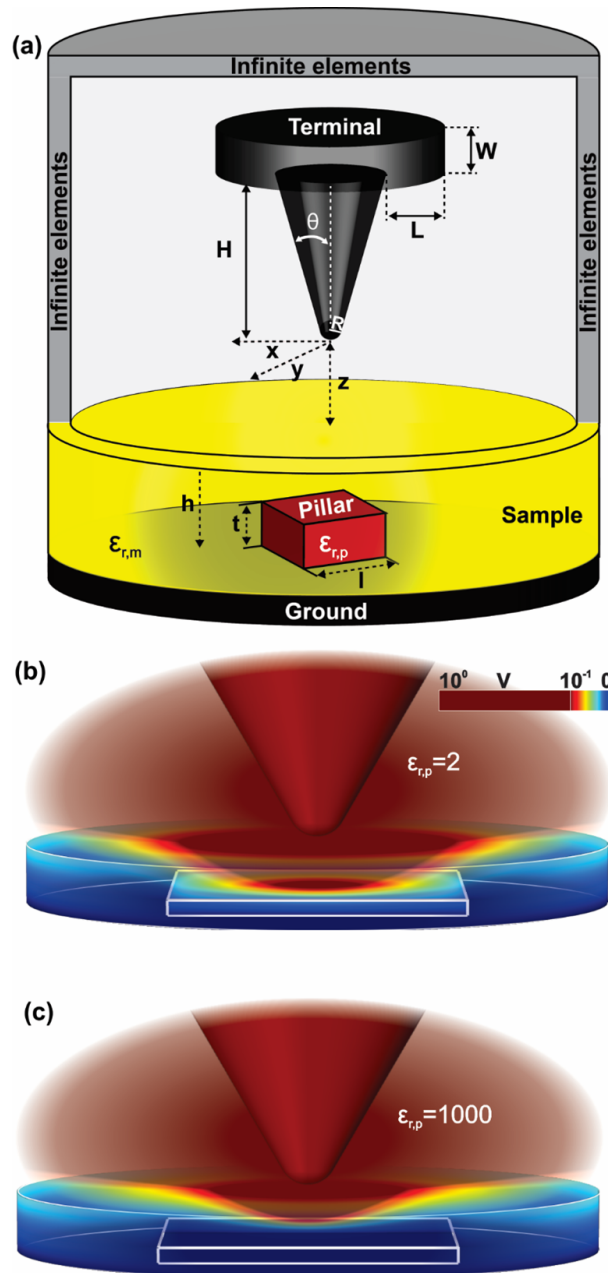 (a)
Infinite elements
Terminal
W
Infinite elements
Infinite elements
L
H
θ
R
x
y
z
h
Pillar
t
Sample
εr,m
εr,p
l
Ground
(b)
10⁰ V 10⁻¹ 0
εr,p=2
(c)
εr,p=1000